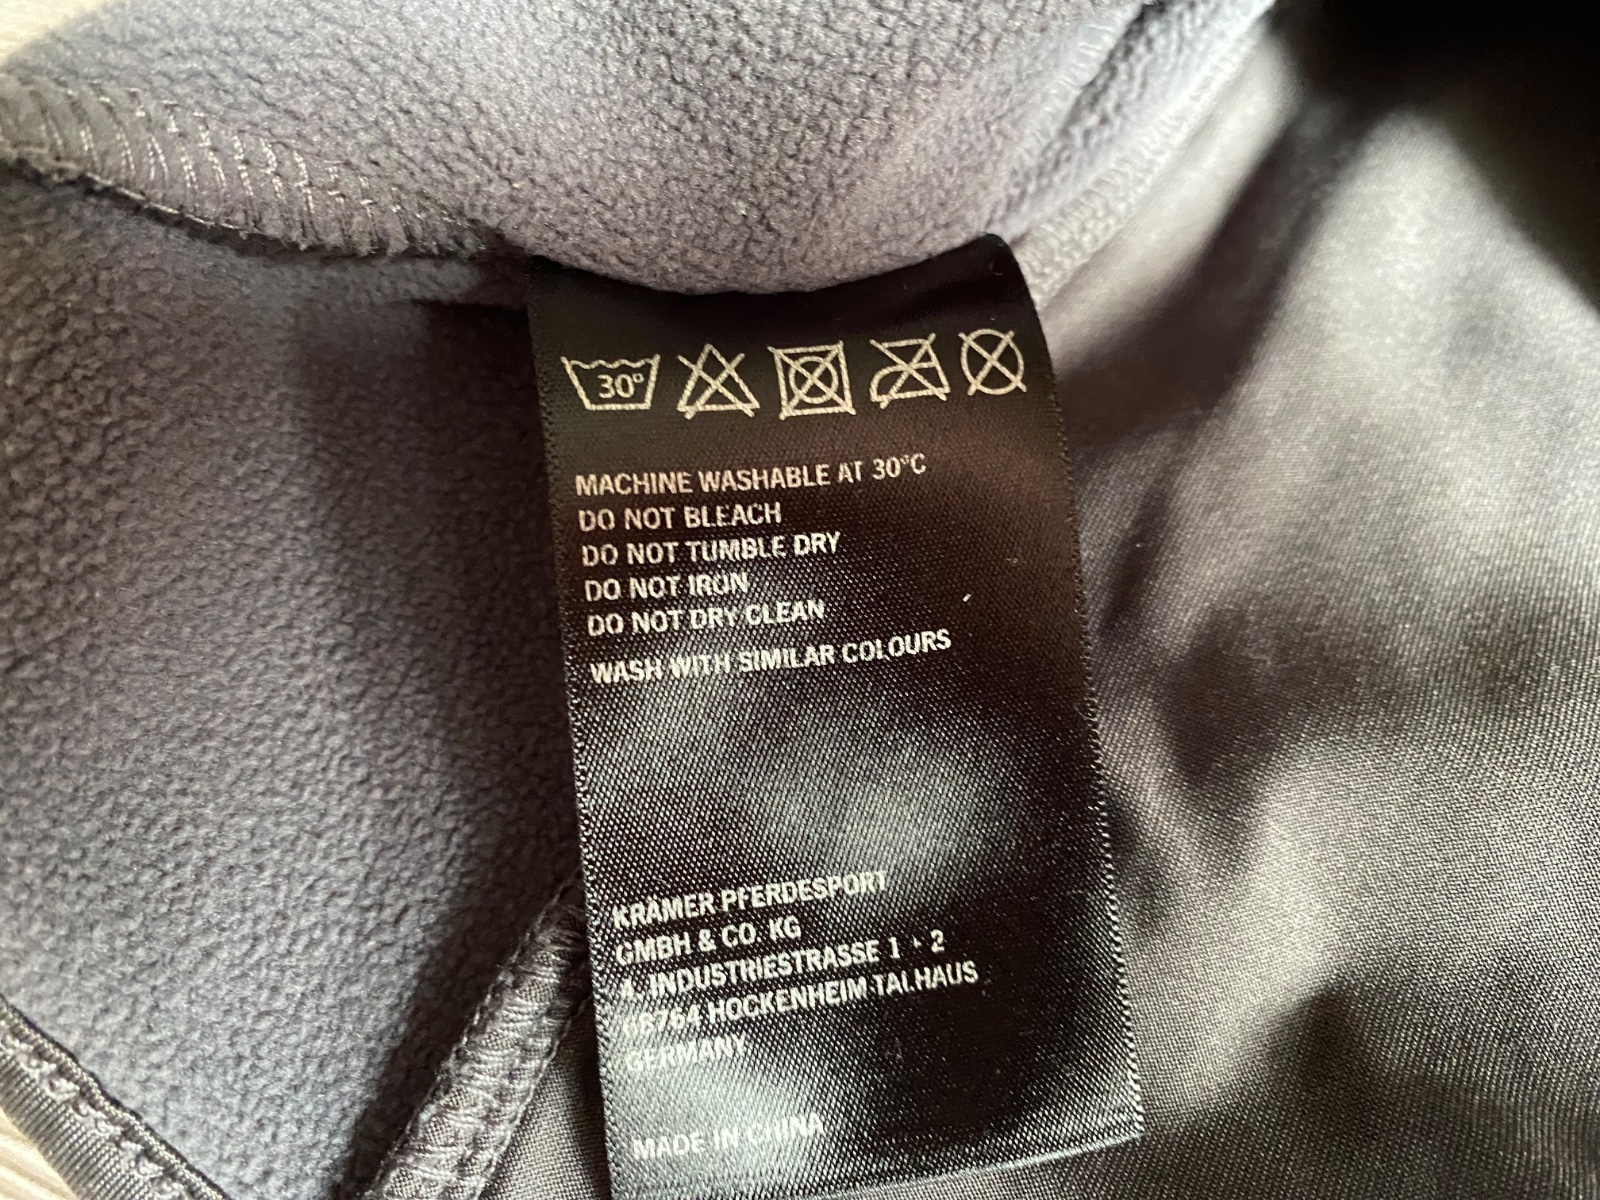 30°
MACHINE WASHABLE AT 30°C
DO NOT BLEACH
DO NOT TUMBLE DRY
DO NOT IRON
DO NOT DRY CLEAN
WASH WITH SIMILAR COLOURS
KRÄMER PFERDESPORT
GMBH & CO. KG
4. INDUSTRIESTRASSE 1 + 2
68764 HOCKENHEIM TALHAUS
GERMANY
MADE IN CHINA